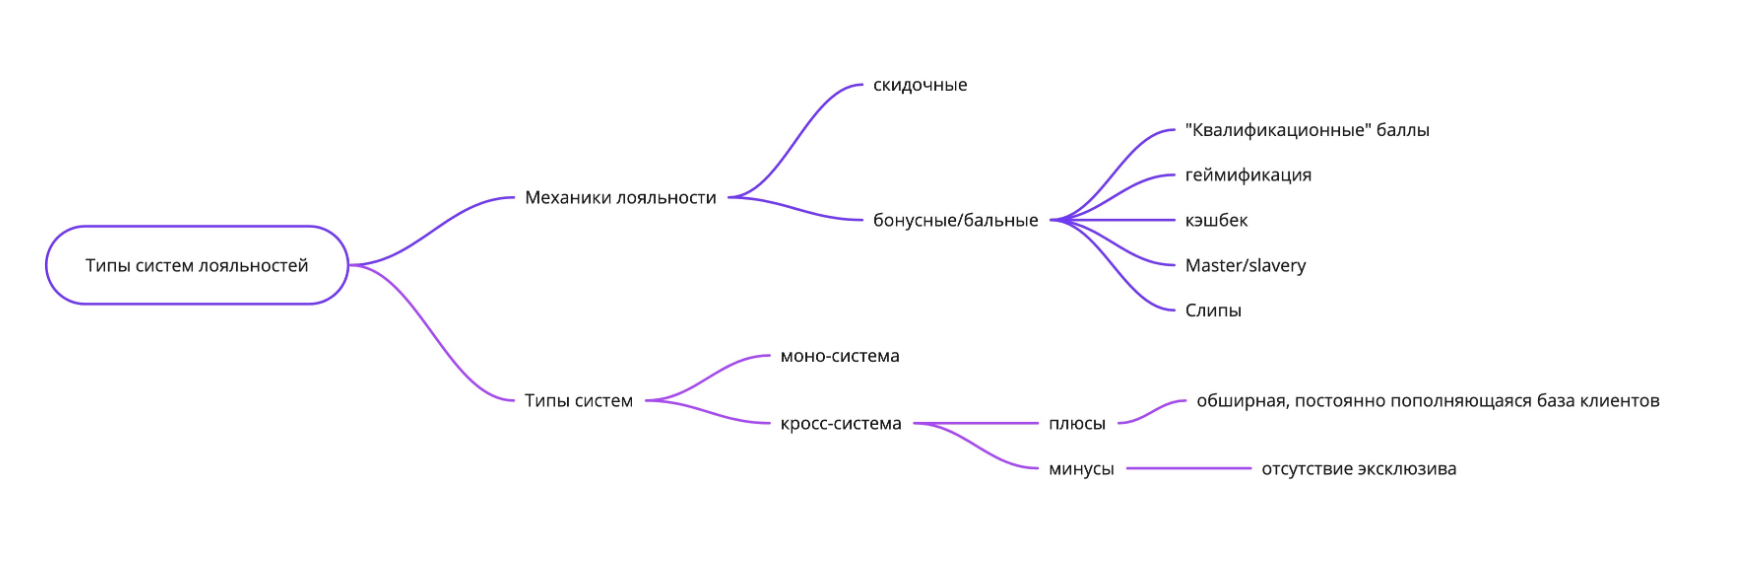 Типы систем лояльностей
Механики лояльности
скидочные
бонусные/бальные
"Квалификационные" баллы
геймификация
кэшбек
Master/slavery
Слипы
Типы систем
моно-система
кросс-система
плюсы
обширная, постоянно пополняющаяся база клиентов
минусы
отсутствие эксклюзива